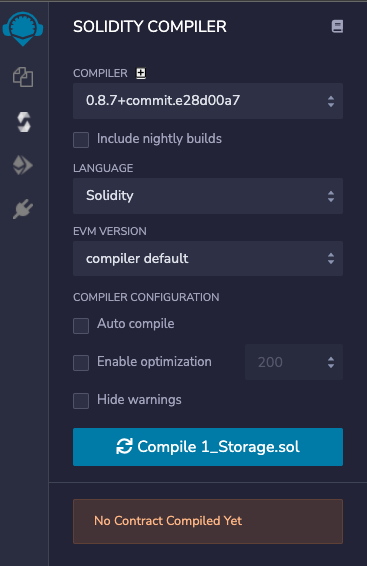 SOLIDITY COMPILER
COMPILER
0.8.7+commit.e28d00a7
Include nightly builds
LANGUAGE
Solidity
EVM VERSION
compiler default
COMPILER CONFIGURATION
Auto compile
Enable optimization 200
Hide warnings
Compile 1_Storage.sol
No Contract Compiled Yet